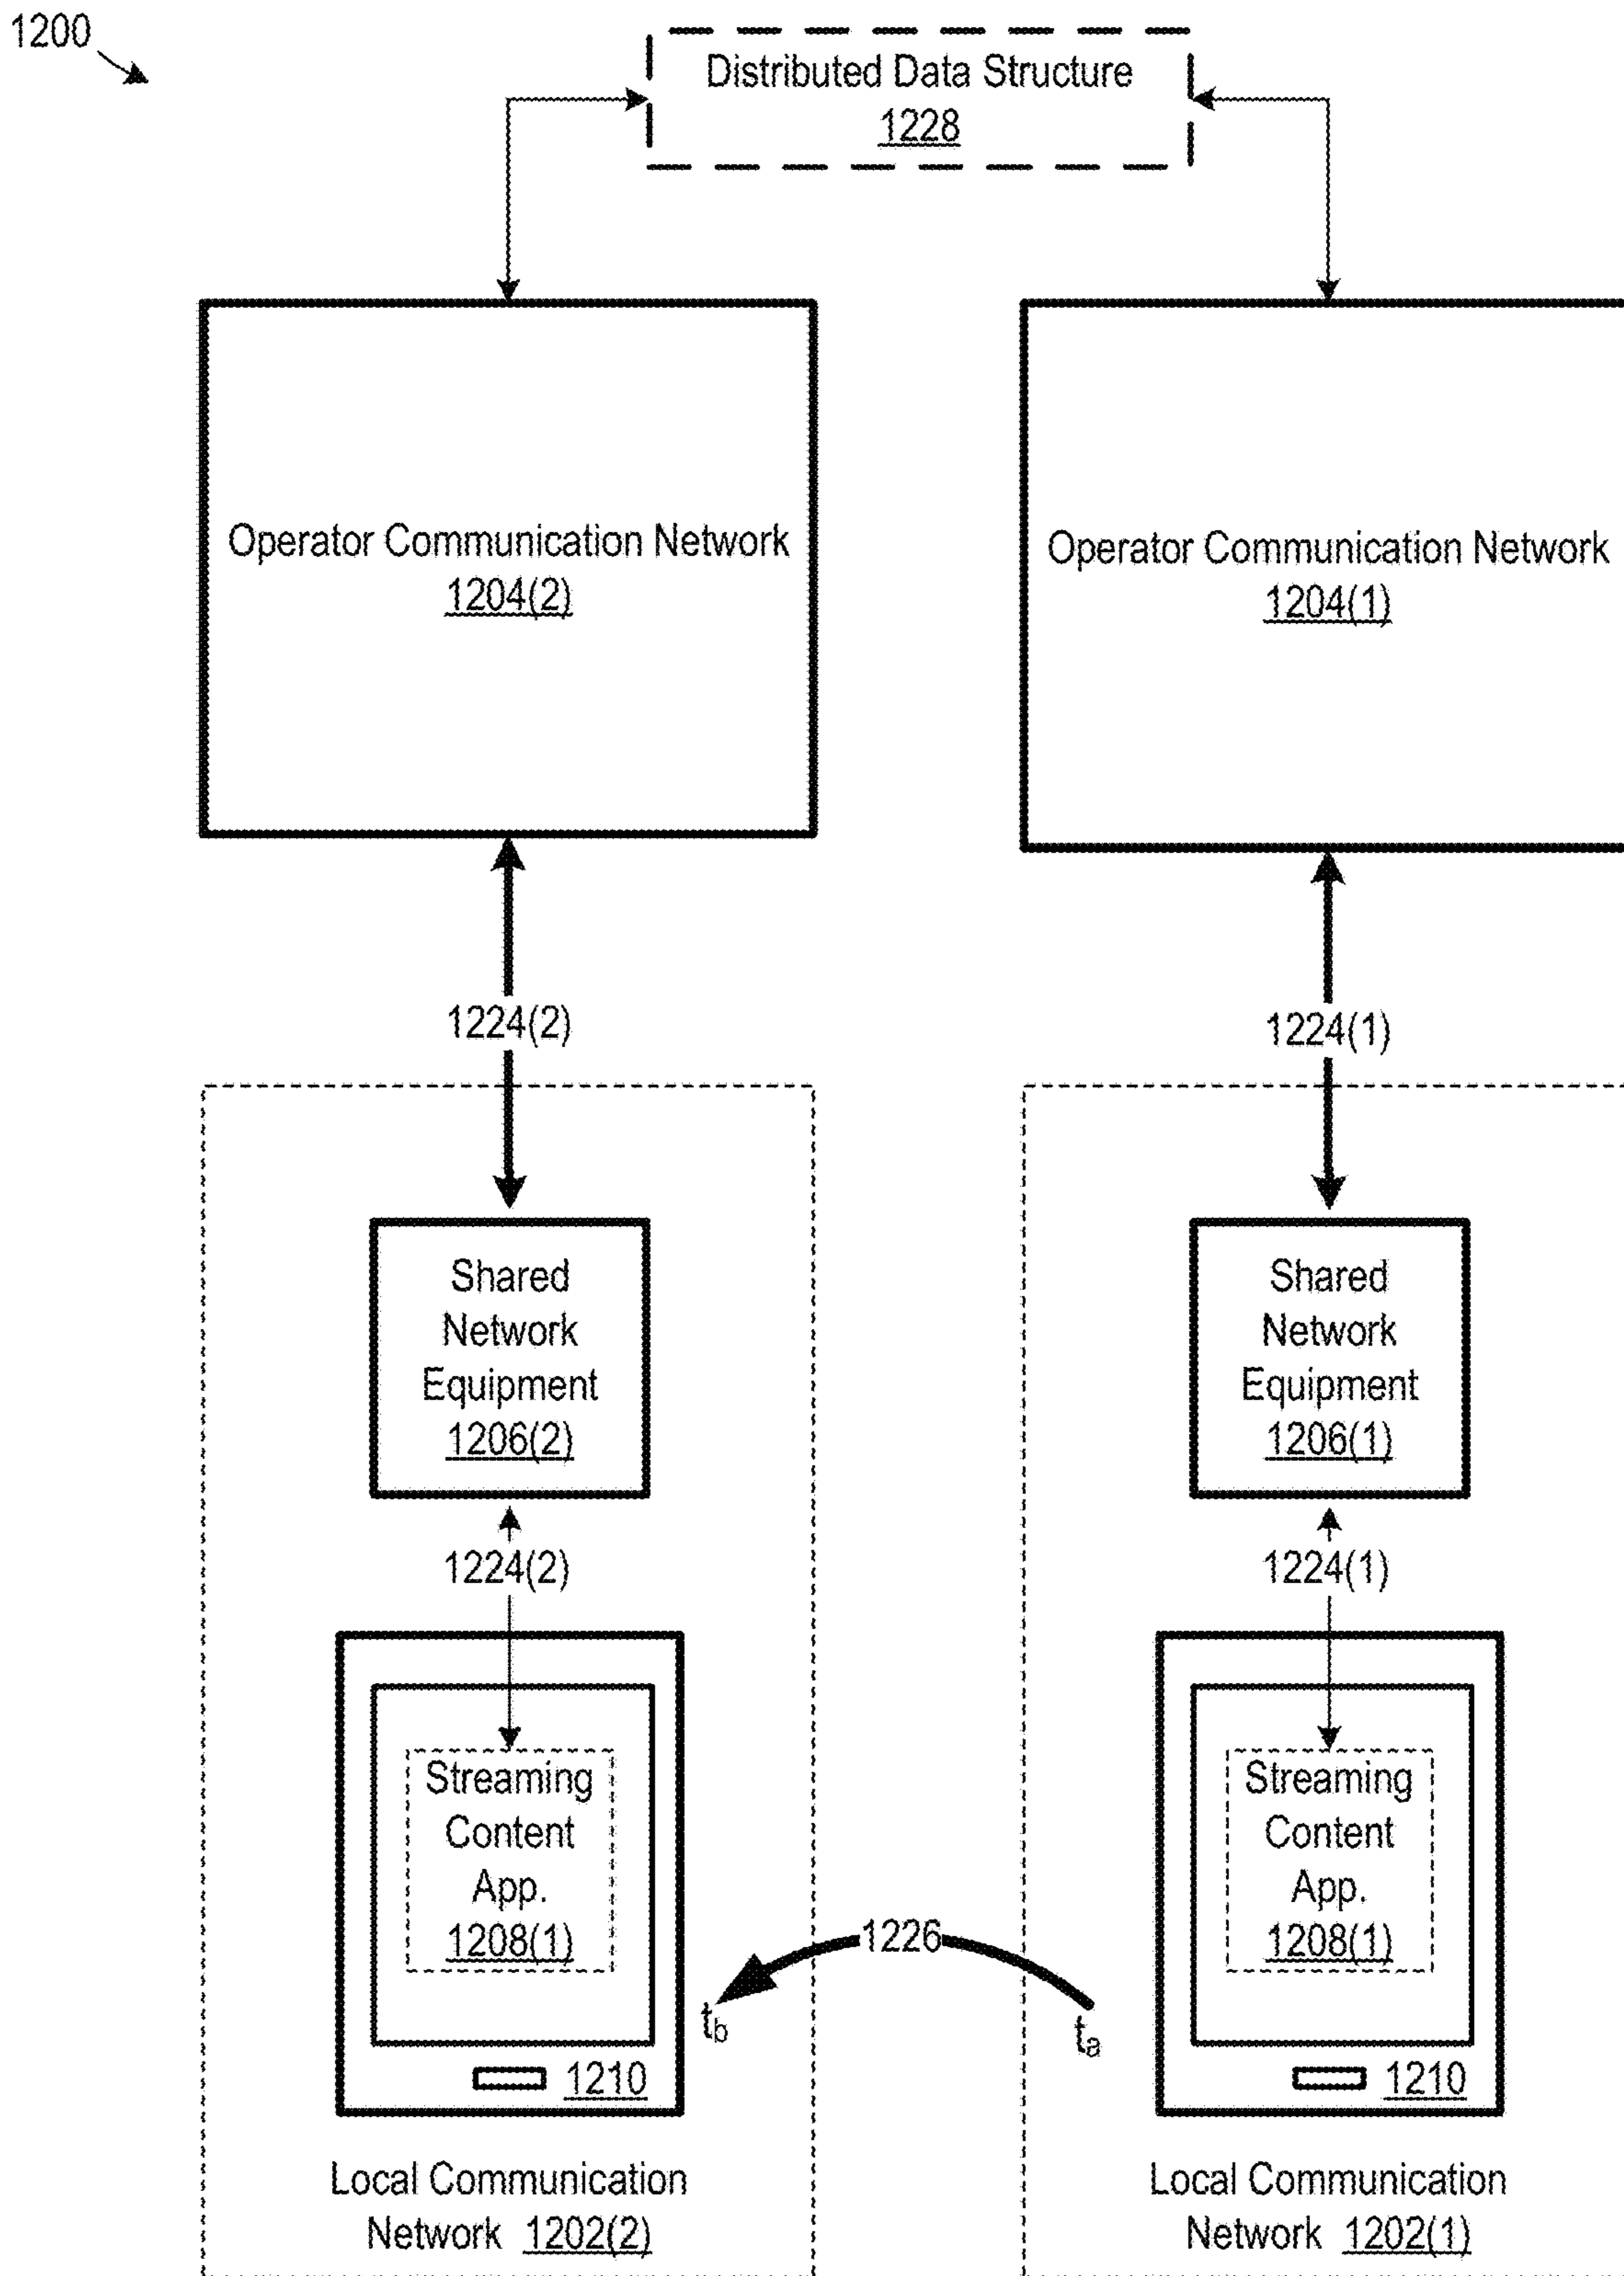 1200
Distributed Data Structure
1228
Operator Communication Network
1204(2)
Operator Communication Network
1204(1)
1224(2)
1224(1)
Shared
Network
Equipment
1206(2)
Shared
Network
Equipment
1206(1)
1224(2)
1224(1)
Streaming
Content
App.
1208(1)
Streaming
Content
App.
1208(1)
1226
tb
ta
1210
1210
Local Communication
Network 1202(2)
Local Communication
Network 1202(1)